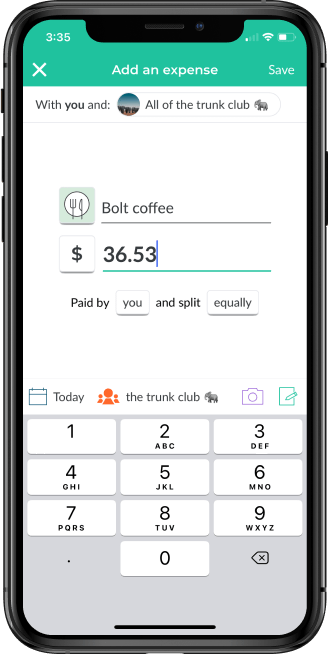 3:35
Add an expense
Save
With you and: All of the trunk club 🐘
Bolt coffee
$ 36.53
Paid by you and split equally
Today the trunk club 🐘
1 2 3
ABC DEF
4 5 6
GHI JKL MNO
7 8 9
PQRS TUV WXYZ
. 0